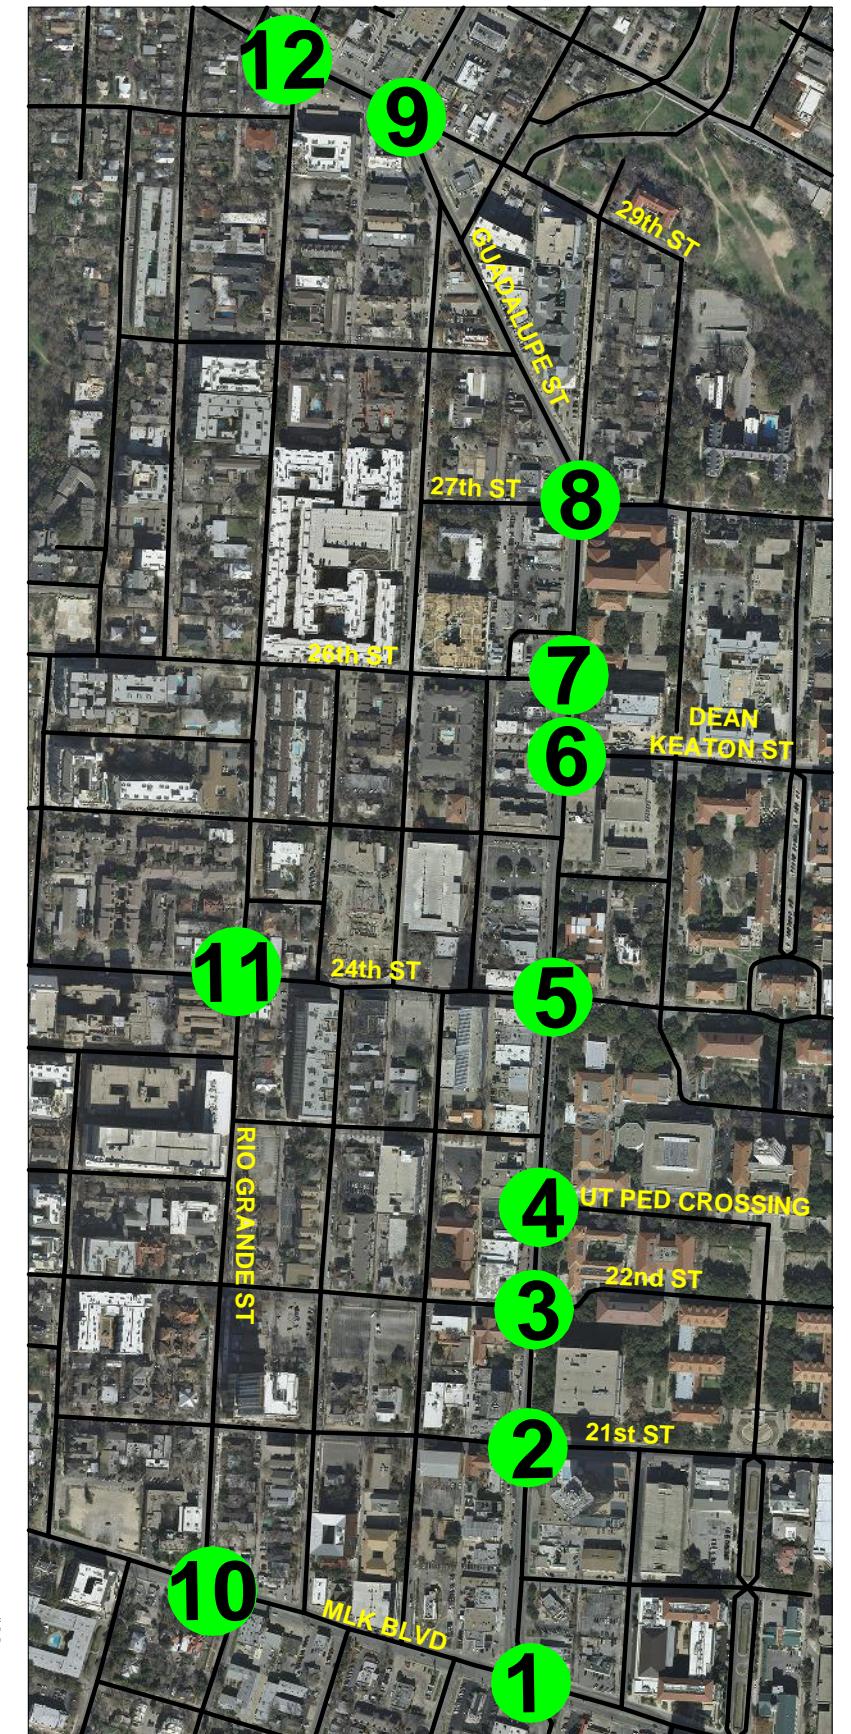 12
9
29th ST
GUADALUPE ST
27th ST
8
26th ST
7
DEAN
KEATON ST
6
11
24th ST
5
RIO GRANDE ST
4
UT PED CROSSING
22nd ST
3
21st ST
2
10
MLK BLVD
1